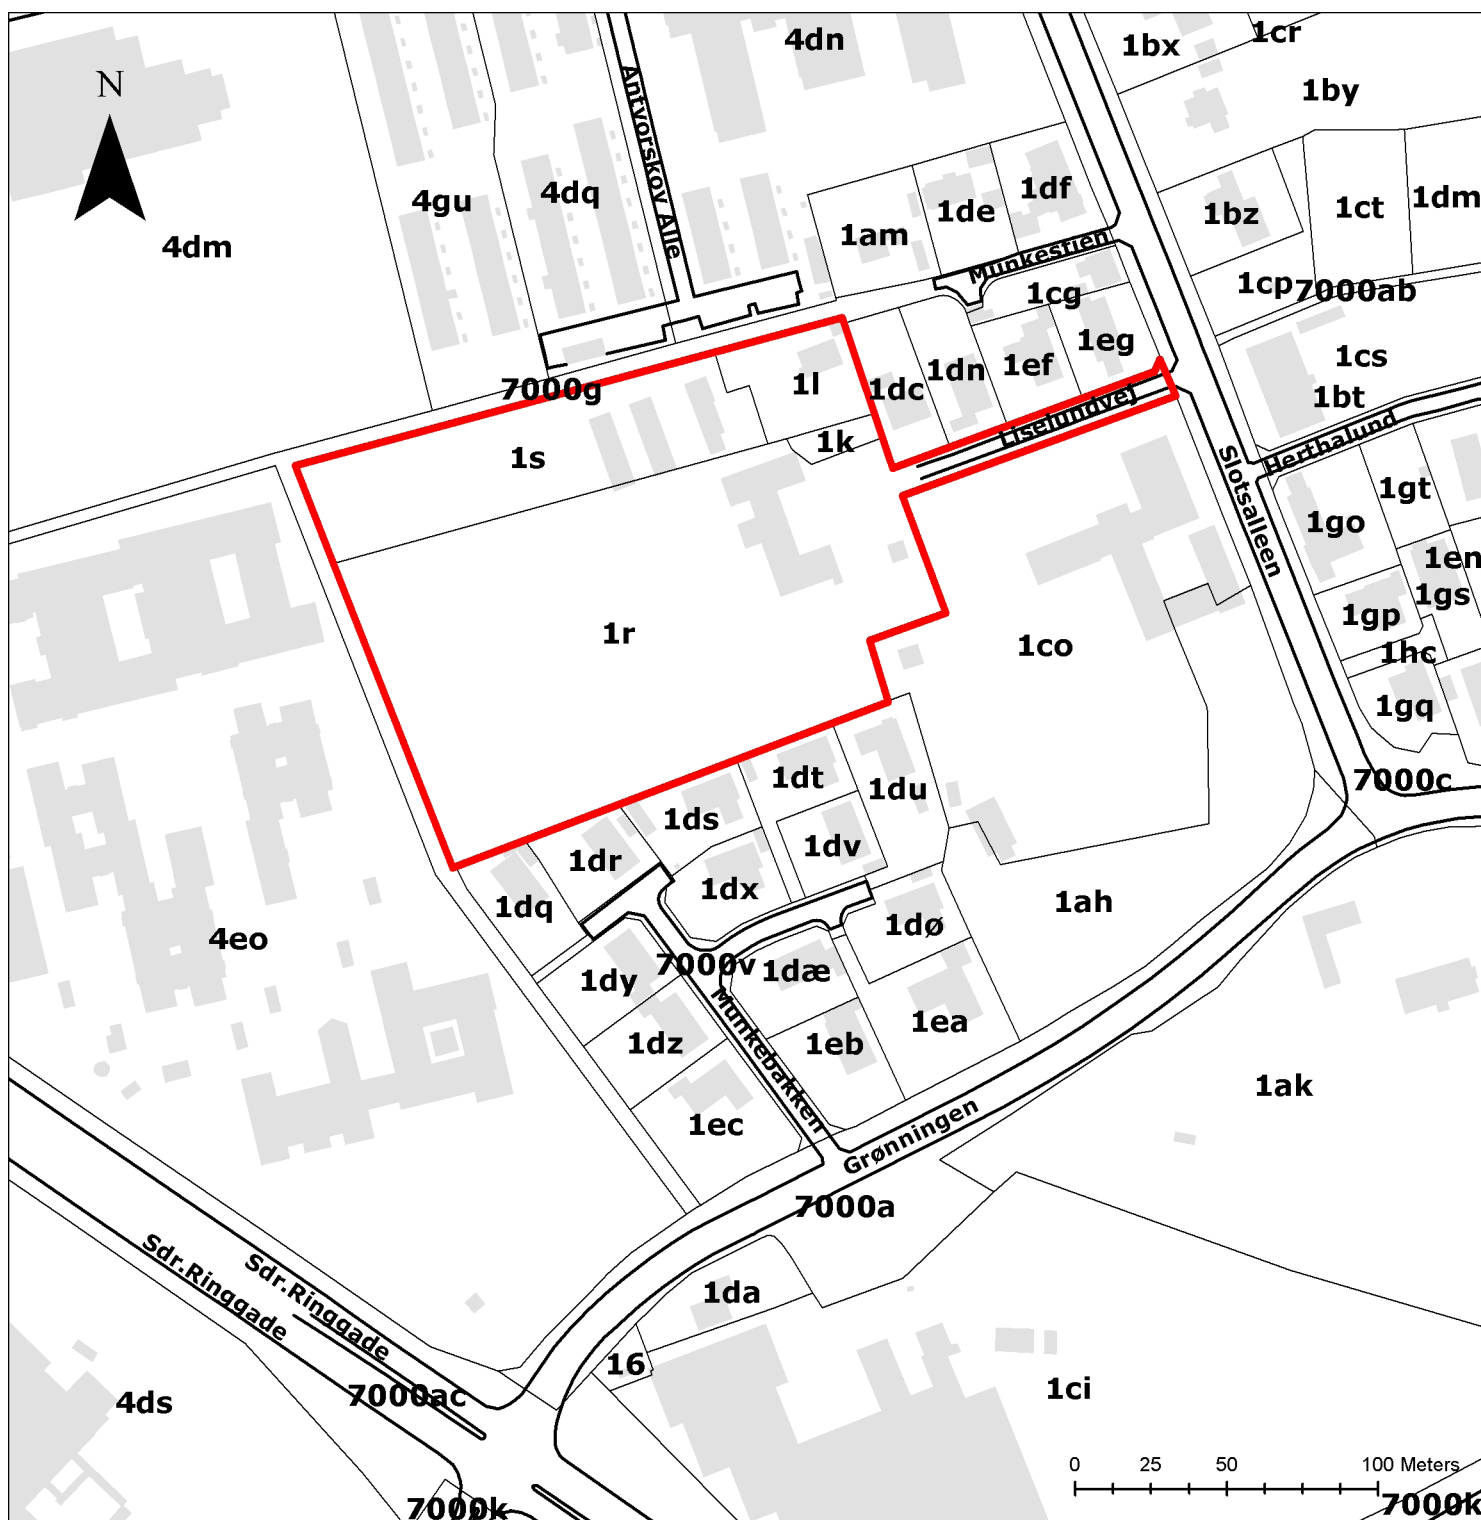 4dn
1bx
1cr
N
1by
Antvorskov Alle
4gu
4dq
1de
1df
1bz
1ct
1dm
4dm
1am
Munkestien
1cg
1cp
7000ab
1eg
1cs
1l
1dc
1dn
1ef
7000g
Liselundvej
1bt
1s
1k
Herthalund
Slotsalleen
1gt
1go
1en
1gs
1gp
1r
1co
1hc
1gq
7000c
1dt
1du
1ds
1dv
1dr
1dx
1dq
1ah
1dø
4eo
7000v
1dæ
1dy
Munkebakken
1ea
1dz
1eb
1ak
1ec
Grønningen
7000a
Sdr.Ringgade
Sdr.Ringgade
1da
16
7000ac
1ci
4ds
0 25 50 100 Meters
7000k
7000k